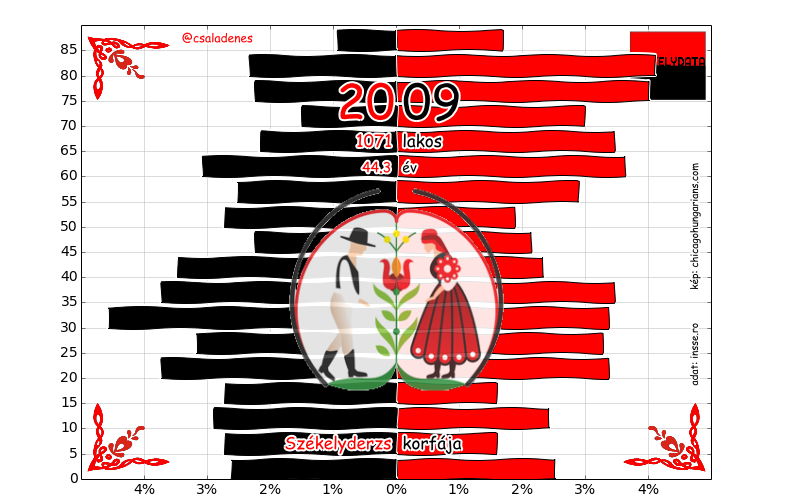 @csaladenes
ELYDATA
2009
1071 lakos
44.3 év
kép: chicagohungarians.com
adat: insse.ro
Székelyderzs korfája
85
80
75
70
65
60
55
50
45
40
35
30
25
20
15
10
5
0
4% 3% 2% 1% 0% 1% 2% 3% 4%